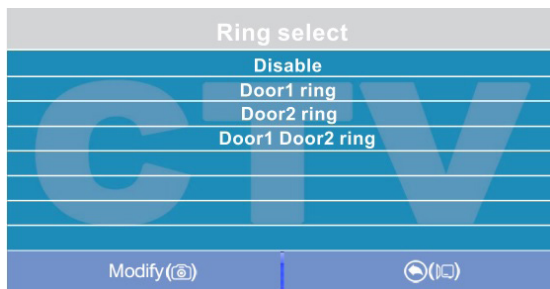 Ring select
Disable
Door1 ring
Door2 ring
Door1 Door2 ring
CTV
Modify()
()